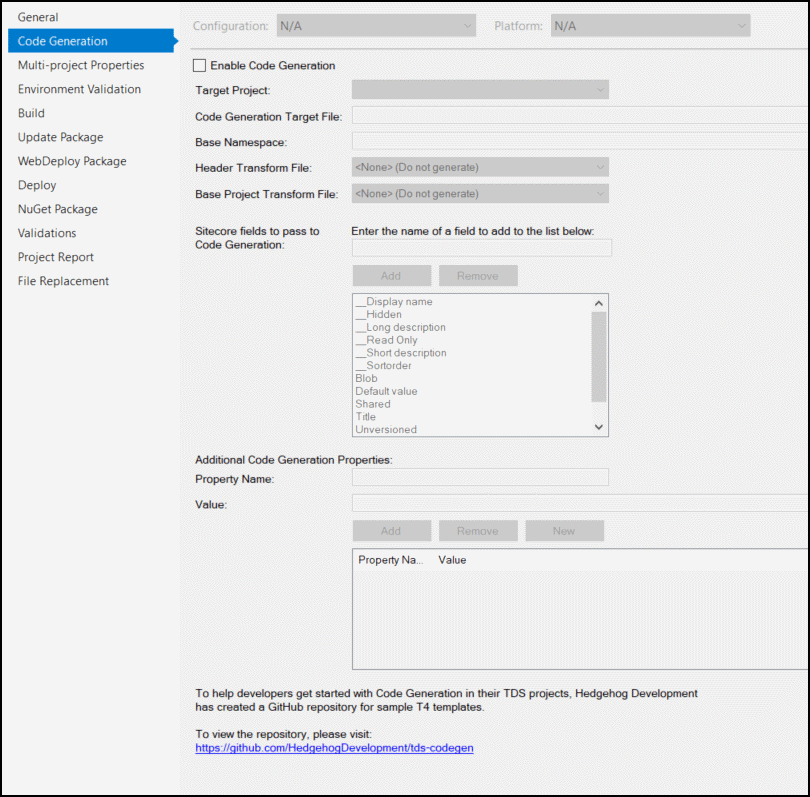 General
Code Generation
Multi-project Properties
Environment Validation
Build
Update Package
WebDeploy Package
Deploy
NuGet Package
Validations
Project Report
File Replacement
Configuration: N/A Platform: N/A
Enable Code Generation
Target Project:
Code Generation Target File:
Base Namespace:
Header Transform File: <None> (Do not generate)
Base Project Transform File: <None> (Do not generate)
Sitecore fields to pass to
Code Generation:
Enter the name of a field to add to the list below:
Add Remove
__Display name
__Hidden
__Long description
__Read Only
__Short description
__Sortorder
Blob
Default value
Shared
Title
Unversioned
Additional Code Generation Properties:
Property Name:
Value:
Add Remove New
Property Na... Value
To help developers get started with Code Generation in their TDS projects, Hedgehog Development
has created a GitHub repository for sample T4 templates.
To view the repository, please visit:
https://github.com/HedgehogDevelopment/tds-codegen